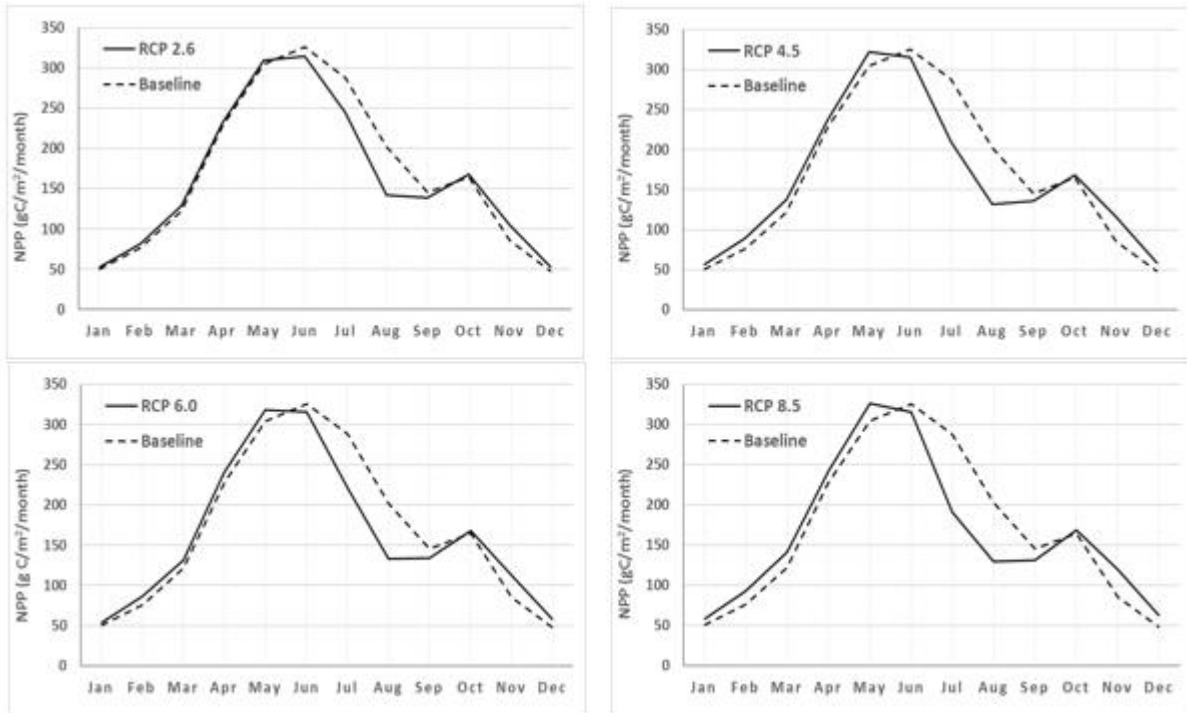 350
300
250
200
150
100
50
0
NPP (gC/m²/month)
RCP 2.6
Baseline
Jan Feb Mar Apr May Jun Jul Aug Sep Oct Nov Dec
350
300
250
200
150
100
50
0
NPP (gC/m²/month)
RCP 4.5
Baseline
Jan Feb Mar Apr May Jun Jul Aug Sep Oct Nov Dec
350
300
250
200
150
100
50
0
NPP (g C/m²/month)
RCP 6.0
Baseline
Jan Feb Mar Apr May Jun Jul Aug Sep Oct Nov Dec
350
300
250
200
150
100
50
0
NPP (gC/m²/month)
RCP 8.5
Baseline
Jan Feb Mar Apr May Jun Jul Aug Sep Oct Nov Dec